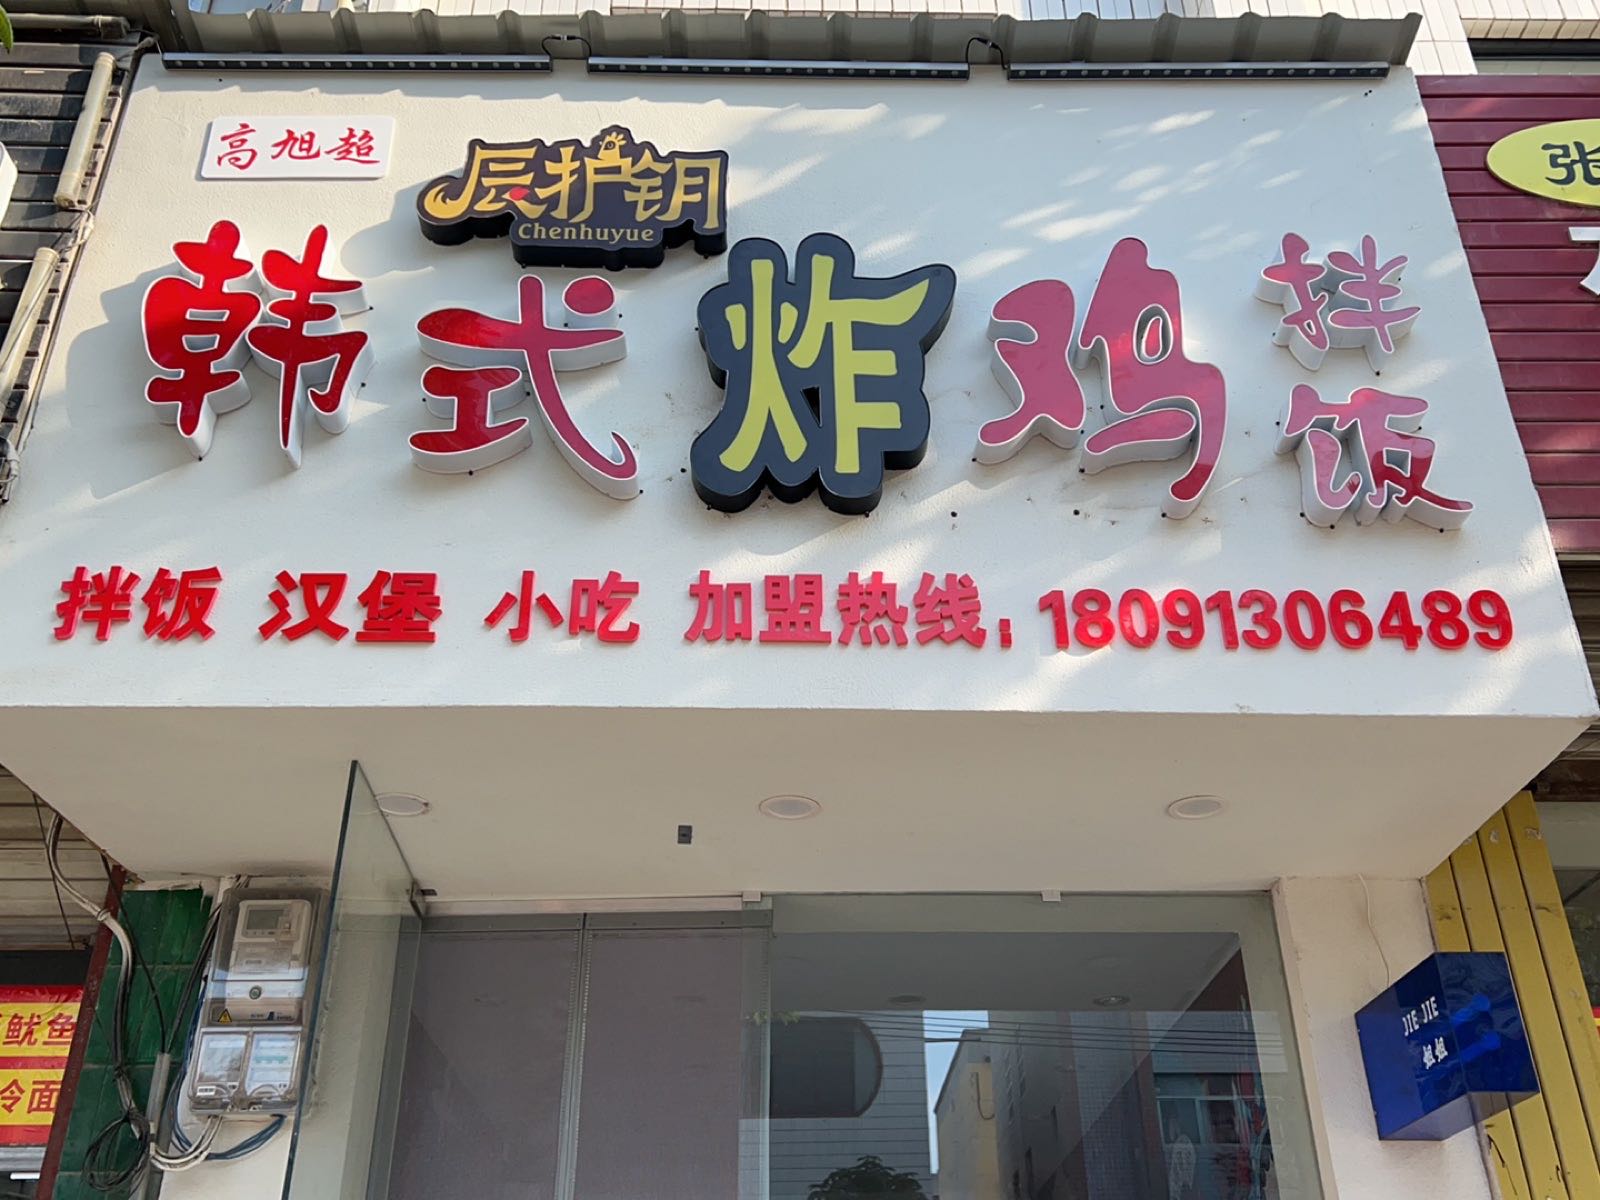 高旭超
辰护钥
Chenhuyue
韩式炸鸡
拌饭
拌饭 汉堡 小吃 加盟热线：18091306489
张
鱿鱼
冷面
JIE JIE
姐姐